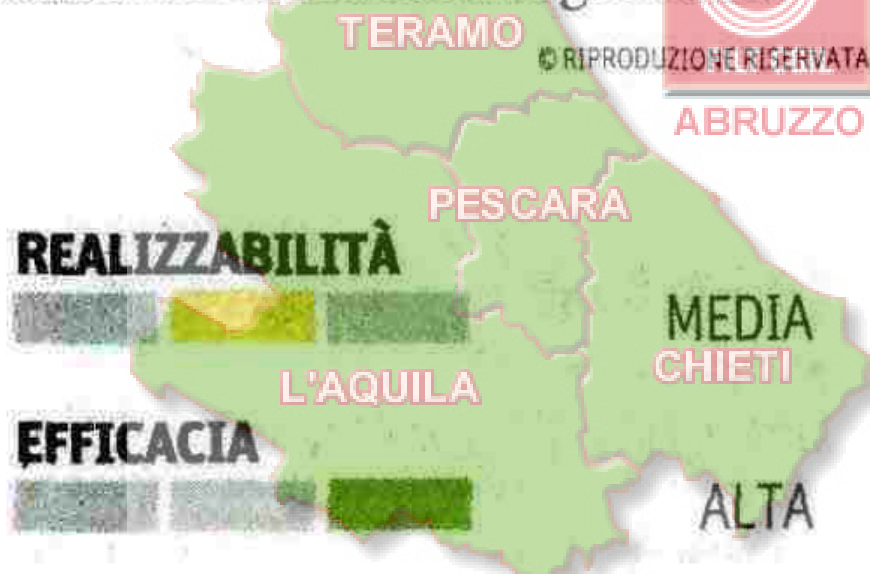 TERAMO
© RIPRODUZIONE RISERVATA
ABRUZZO
PESCARA
REALIZZABILITÀ
MEDIA
CHIETI
L'AQUILA
EFFICACIA
ALTA